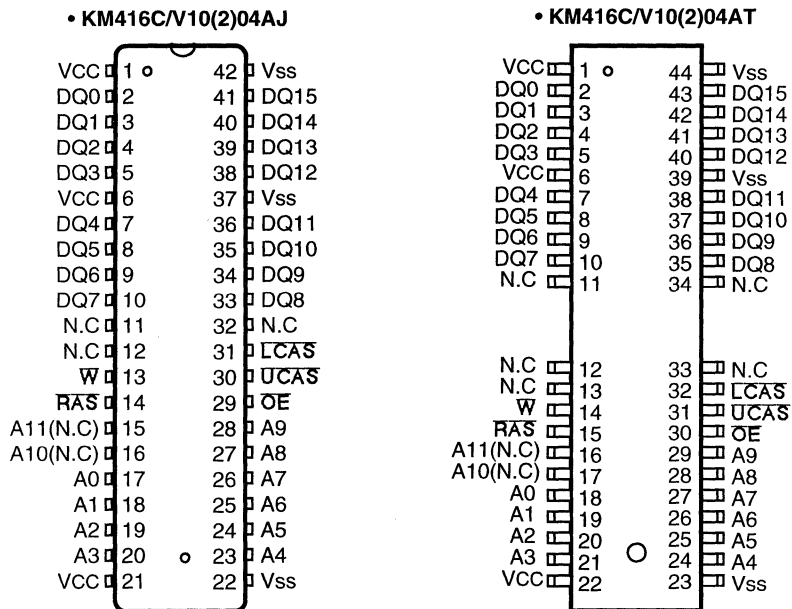 • KM416C/V10(2)04AJ
VCC 1 42 Vss
DQ0 2 41 DQ15
DQ1 3 40 DQ14
DQ2 4 39 DQ13
DQ3 5 38 DQ12
VCC 6 37 Vss
DQ4 7 36 DQ11
DQ5 8 35 DQ10
DQ6 9 34 DQ9
DQ7 10 33 DQ8
N.C 11 32 N.C
N.C 12 31 L̅C̅A̅S̅
W̅ 13 30 U̅C̅A̅S̅
R̅A̅S̅ 14 29 O̅E̅
A11(N.C) 15 28 A9
A10(N.C) 16 27 A8
A0 17 26 A7
A1 18 25 A6
A2 19 24 A5
A3 20 23 A4
VCC 21 22 Vss
• KM416C/V10(2)04AT
VCC 1 44 Vss
DQ0 2 43 DQ15
DQ1 3 42 DQ14
DQ2 4 41 DQ13
DQ3 5 40 DQ12
VCC 6 39 Vss
DQ4 7 38 DQ11
DQ5 8 37 DQ10
DQ6 9 36 DQ9
DQ7 10 35 DQ8
N.C 11 34 N.C
N.C 12 33 N.C
N.C 13 32 L̅C̅A̅S̅
W̅ 14 31 U̅C̅A̅S̅
R̅A̅S̅ 15 30 O̅E̅
A11(N.C) 16 29 A9
A10(N.C) 17 28 A8
A0 18 27 A7
A1 19 26 A6
A2 20 25 A5
A3 21 24 A4
VCC 22 23 Vss